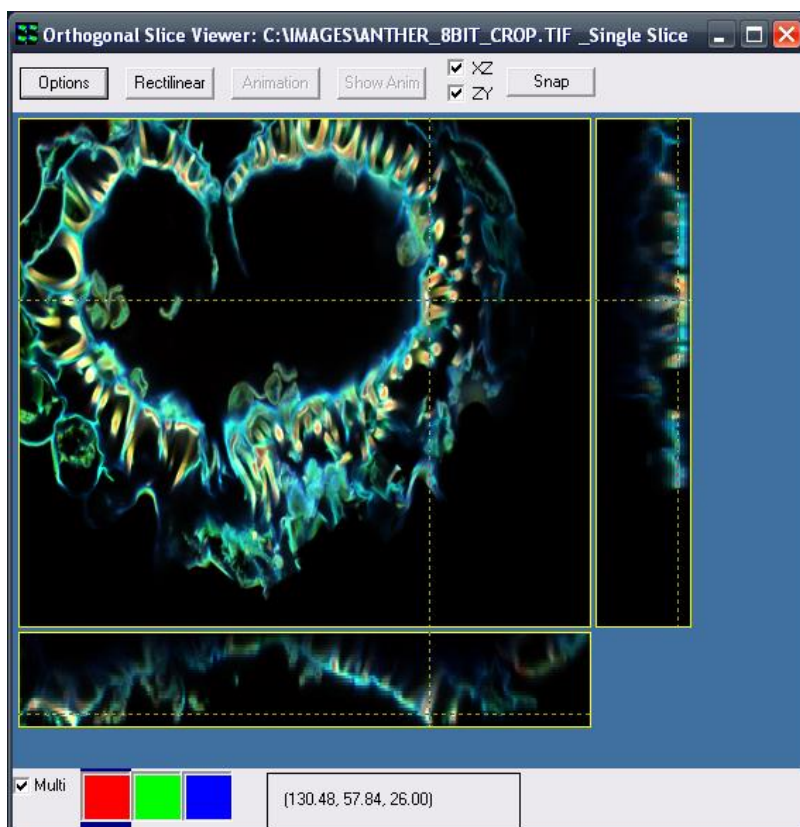 Orthogonal Slice Viewer: C:\IMAGES\ANTHER_8BIT_CROP.TIF _Single Slice
Options Rectilinear Animation Show Anim XZ Snap
ZY
Multi (130.48, 57.84, 26.00)